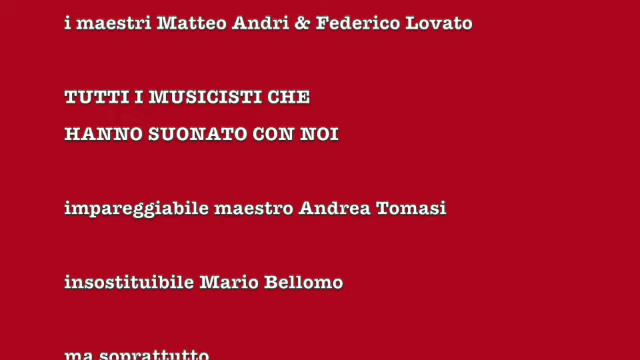 i maestri Matteo Andri & Federico Lovato
TUTTI I MUSICISTI CHE
HANNO SUONATO CON NOI
impareggiabile maestro Andrea Tomasi
insostituibile Mario Bellomo
ma soprattutto